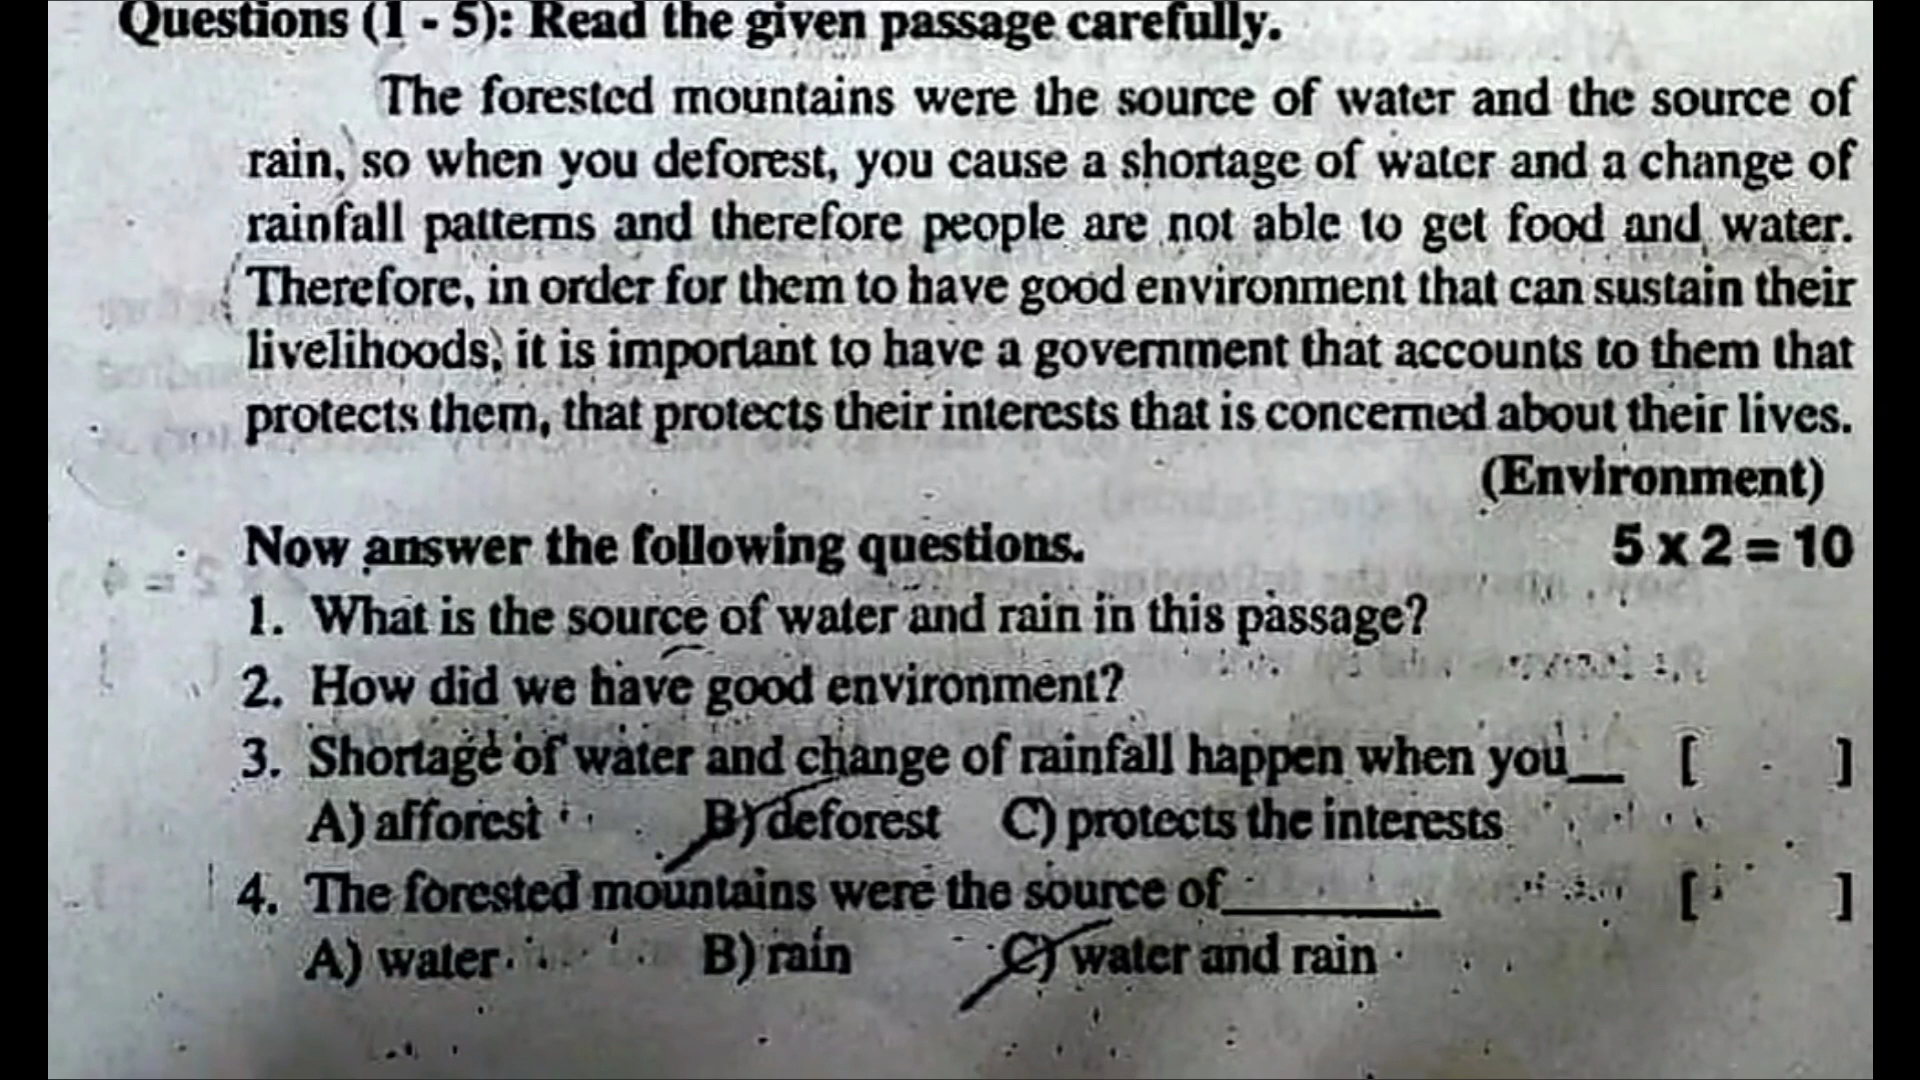 Questions (1 - 5): Read the given passage carefully.
The forested mountains were the source of water and the source of
rain, so when you deforest, you cause a shortage of water and a change of
rainfall patterns and therefore people are not able to get food and water.
Therefore, in order for them to have good environment that can sustain their
livelihoods, it is important to have a government that accounts to them that
protects them, that protects their interests that is concerned about their lives.
(Environment)
Now answer the following questions. 5 x 2 = 10
1. What is the source of water and rain in this passage?
2. How did we have good environment?
3. Shortage of water and change of rainfall happen when you__ [ ]
A) afforest B) deforest C) protects the interests
4. The forested mountains were the source of________ [ ]
A) water B) rain C) water and rain